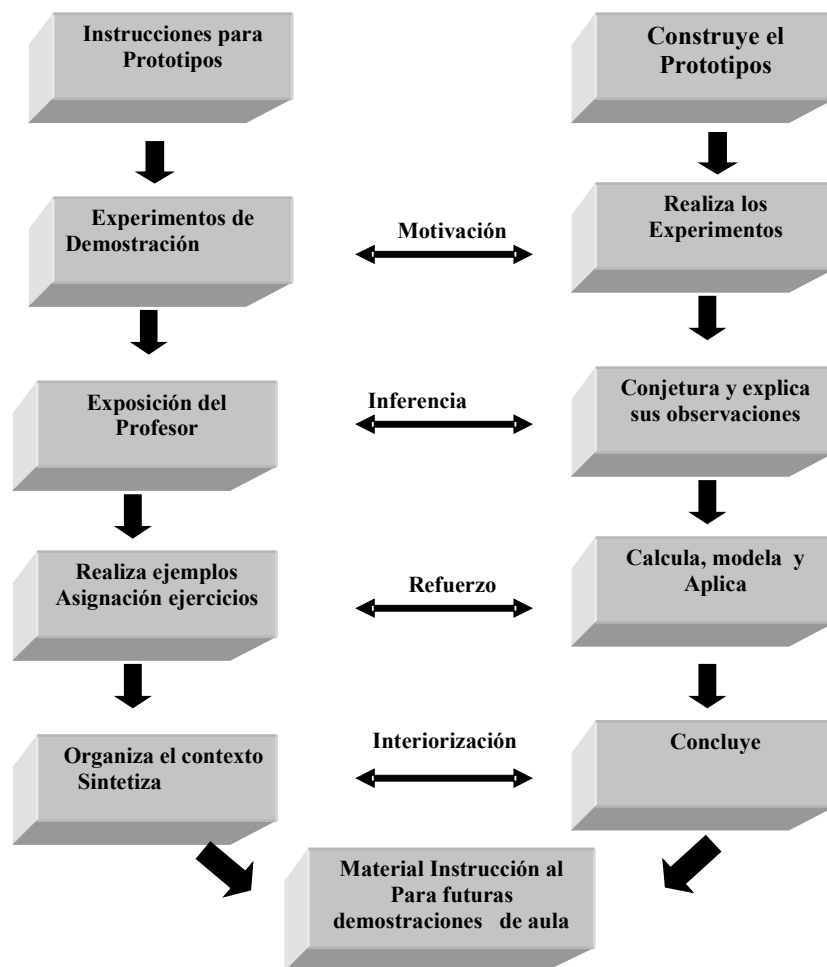 Instrucciones para
Prototipos
Construye el
Prototipos
Experimentos de
Demostración
Motivación
Realiza los
Experimentos
Exposición del
Profesor
Inferencia
Conjetura y explica
sus observaciones
Realiza ejemplos
Asignación ejercicios
Refuerzo
Calcula, modela y
Aplica
Organiza el contexto
Sintetiza
Interiorización
Concluye
Material Instrucción al
Para futuras
demostraciones de aula